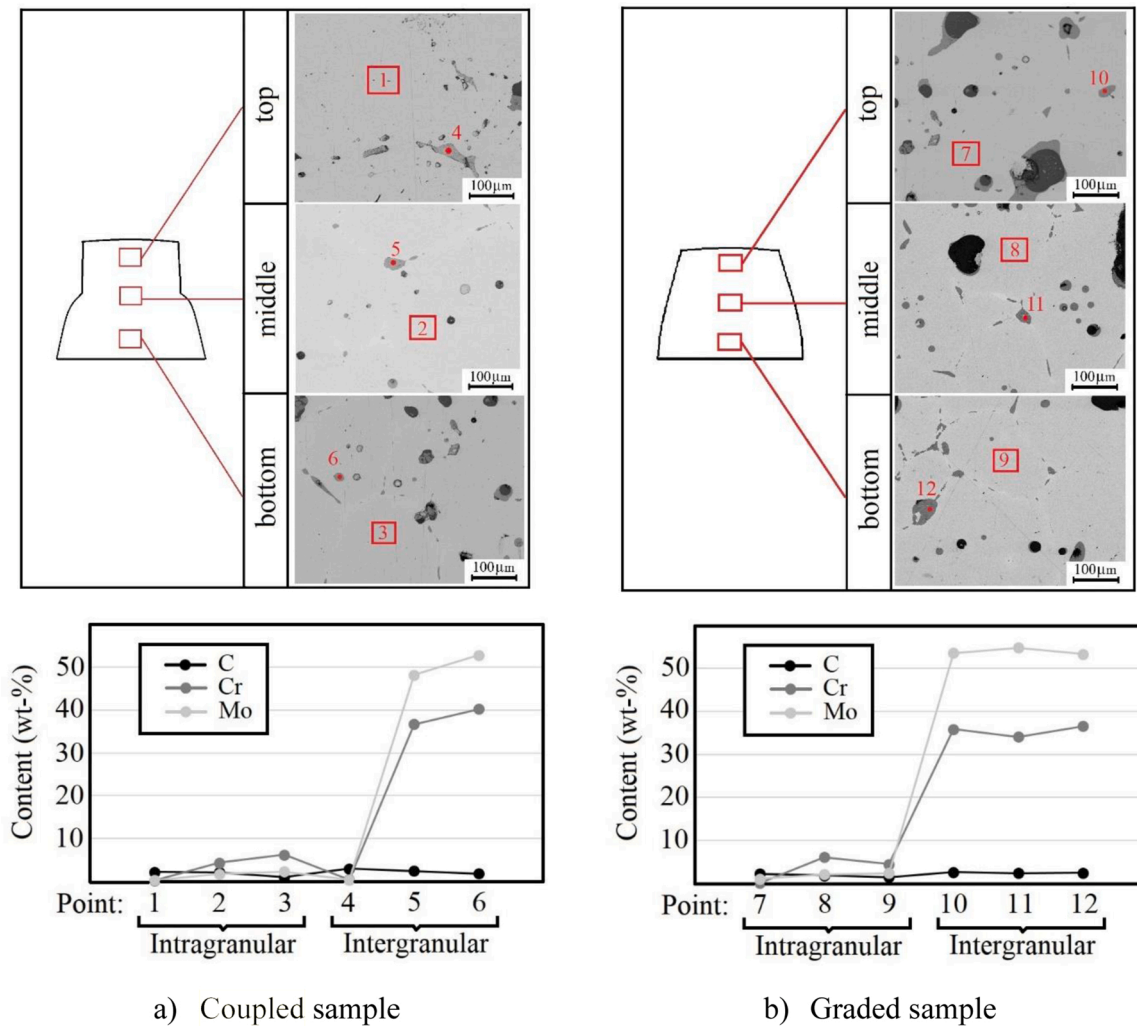 top
1
4
100µm
middle
5
2
100µm
bottom
6
3
100µm
top
10
7
100µm
middle
8
11
100µm
bottom
9
12
100µm
Content (wt-%)
50
40
30
20
10
C
Cr
Mo
Point: 1 2 3 4 5 6
Intragranular Intergranular
Content (wt-%)
50
40
30
20
10
C
Cr
Mo
Point: 7 8 9 10 11 12
Intragranular Intergranular
a) Coupled sample
b) Graded sample